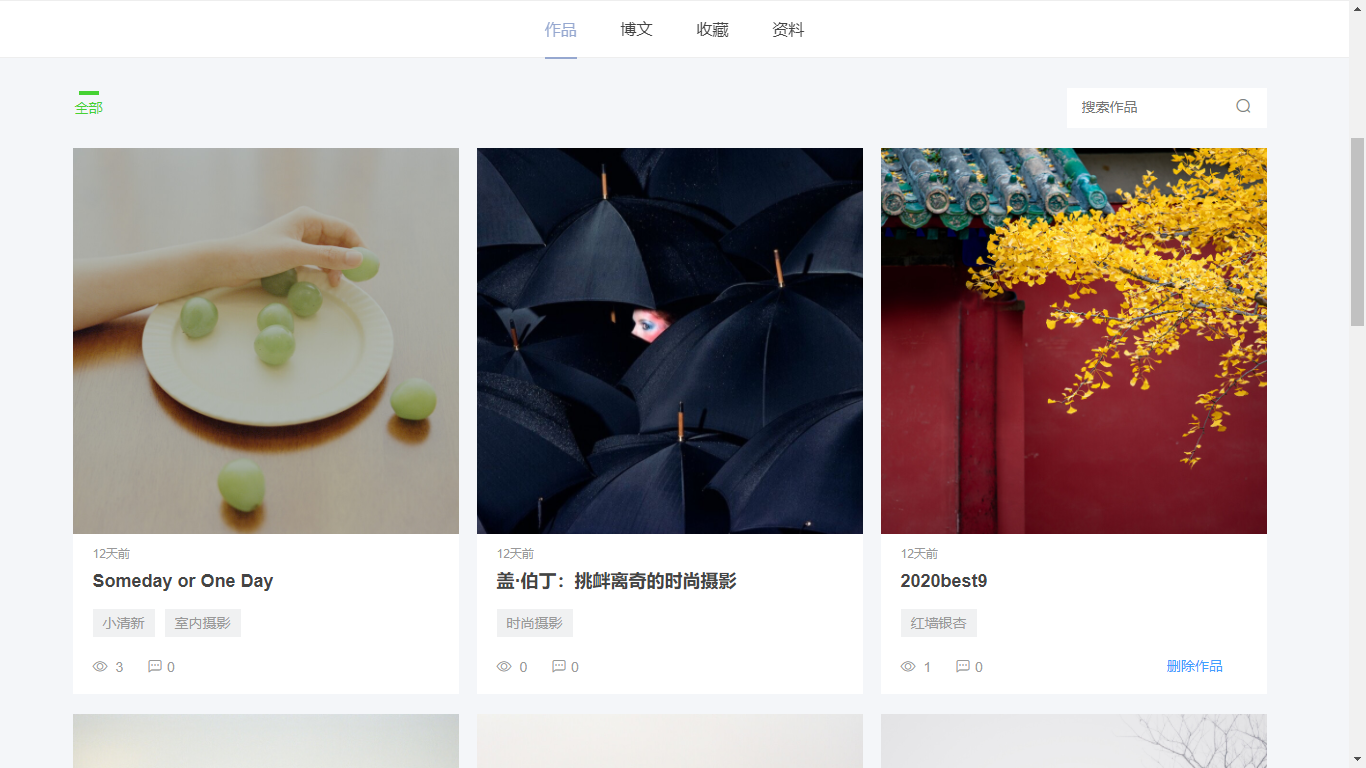 作品 博文 收藏 资料
全部
搜索作品
12天前
Someday or One Day
小清新 室内摄影
3 0
12天前
盖·伯丁：挑衅离奇的时尚摄影
时尚摄影
0 0
12天前
2020best9
红墙银杏
1 0 删除作品